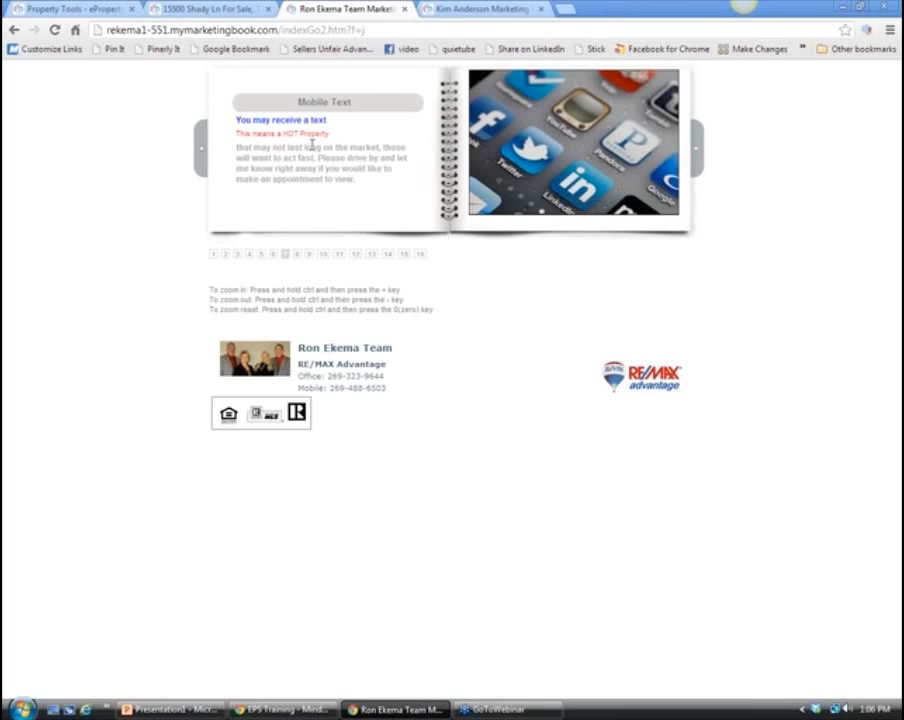 Property Tools - eProperti
15500 Shady Ln For Sale, T
Ron Ekema Team Marketi
Kim Anderson Marketing
rekema1-551.mymarketingbook.com/indexGo2.htm?f=j
Customize Links
Pin It
Pinerly It
Google Bookmark
Sellers Unfair Advan...
video
quietube
Share on LinkedIn
Stick
Facebook for Chrome
Make Changes
»
Other bookmarks
Mobile Text
You may receive a text
This means a HOT Property
that may not last long on the market, those
will want to act fast. Please drive by and let
me know right away if you would like to
make an appointment to view.
YouTube
Tumblr
Pandora
Twitter
LinkedIn
Google
1 2 3 4 5 6 7 8 9 10 11 12 13 14 15 16
To zoom in: Press and hold ctrl and then press the + key
To zoom out: Press and hold ctrl and then press the - key
To zoom reset: Press and hold ctrl and then press the 0(zero) key
Ron Ekema Team
RE/MAX Advantage
Office: 269-323-9644
Mobile: 269-488-6503
RE/MAX
advantage
MLS
R
Presentation1 - Micr...
EPS Training - Mind...
Ron Ekema Team M...
GoToWebinar
1:06 PM